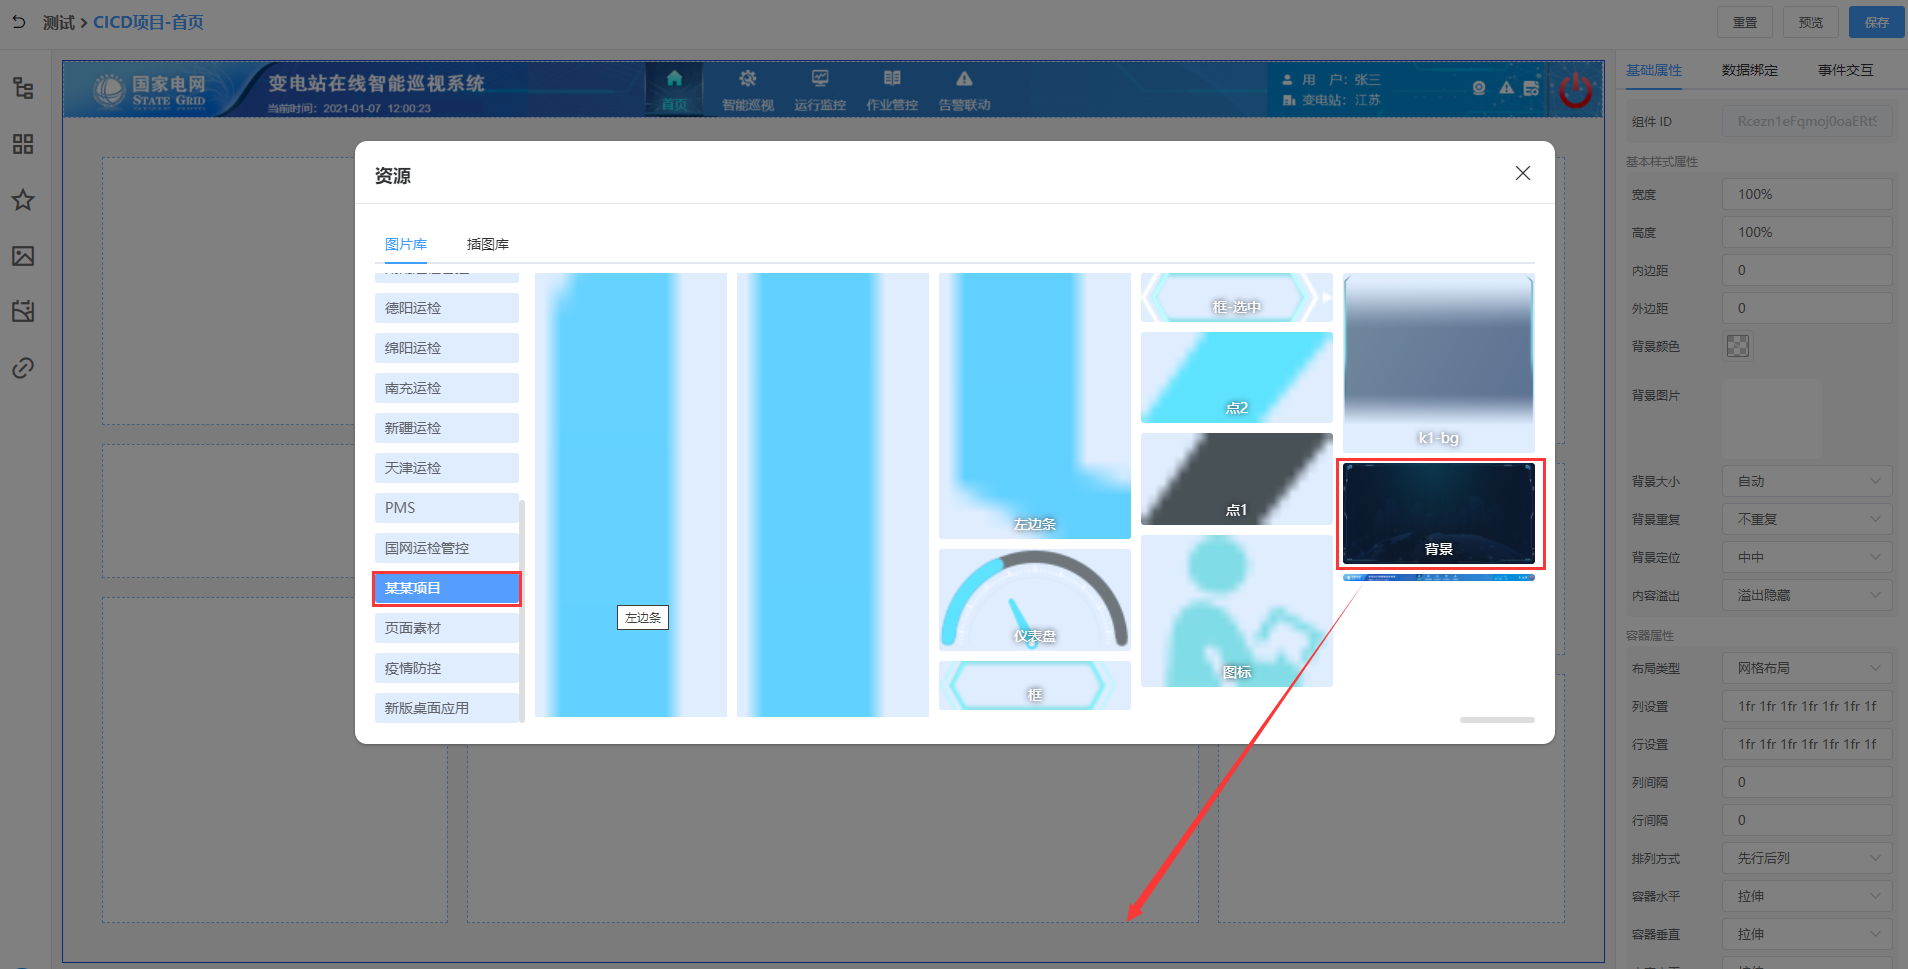 测试 > CICD项目-首页
重置
预览
保存
国家电网
STATE GRID
变电站在线智能巡视系统
当前时间：2021-01-07 12:00:23
首页
智能巡视
运行监控
作业管控
告警联动
用 户：张三
变电站：江苏
基础属性
数据绑定
事件交互
组件 ID
Rcezn1eFqmoj0oaERtS
基本样式属性
宽度
100%
高度
100%
内边距
0
外边距
0
背景颜色
背景图片
背景大小
自动
背景重复
不重复
背景定位
中中
内容溢出
溢出隐藏
容器属性
布局类型
网格布局
列设置
1fr 1fr 1fr 1fr 1fr 1fr 1f
行设置
1fr 1fr 1fr 1fr 1fr 1fr 1f
列间隔
0
行间隔
0
排列方式
先行后列
容器水平
拉伸
容器垂直
拉伸
资源
图片库
插图库
德阳运检
绵阳运检
南充运检
新疆运检
天津运检
PMS
国网运检管控
某某项目
页面素材
疫情防控
新版桌面应用
左边条
左边条
仪表盘
框
框-选中
点2
点1
图标
k1-bg
背景